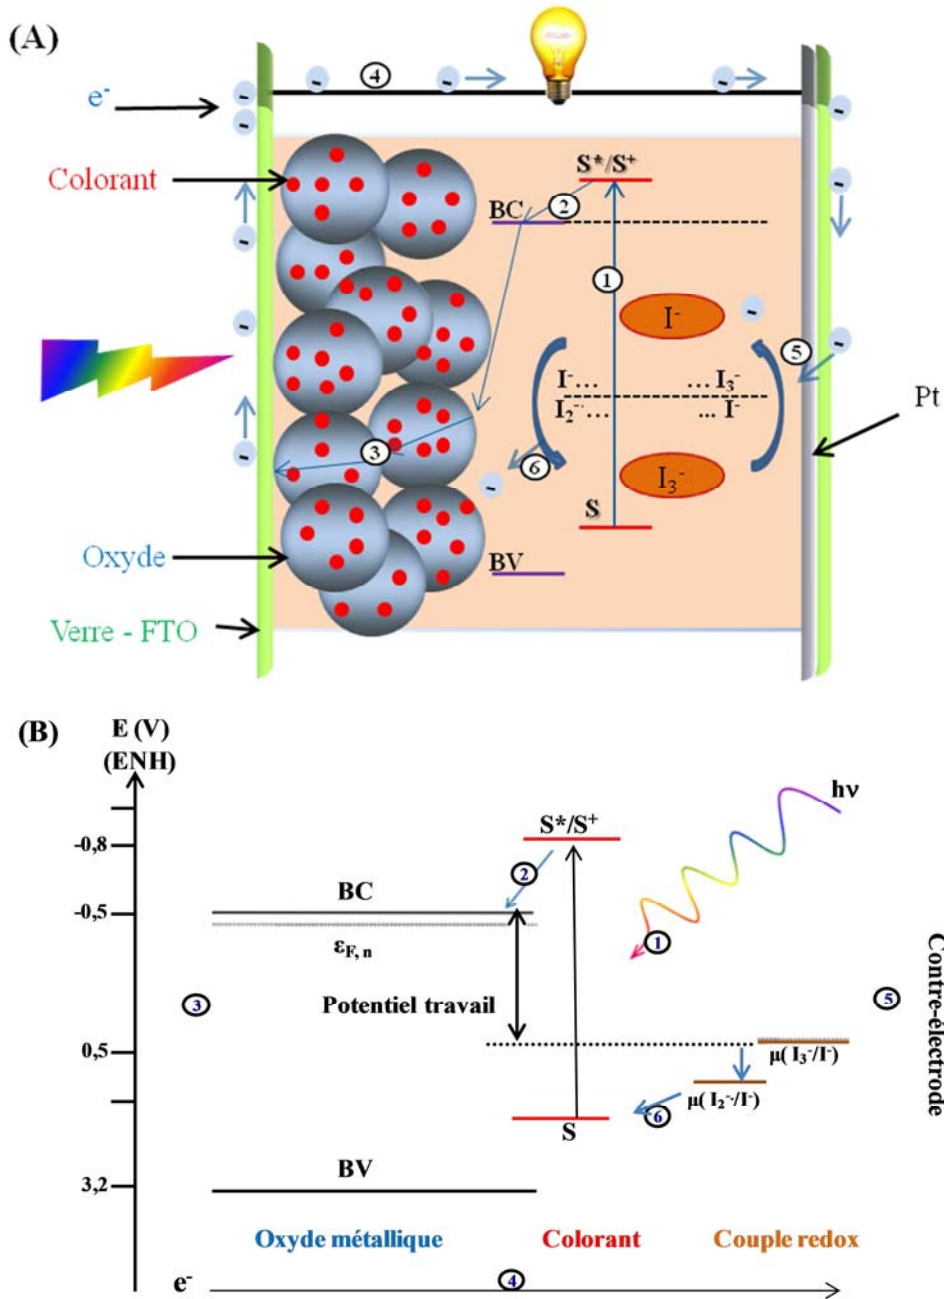 (A)
4
e-
Colorant
S*/S+
BC
2
1
I-
5
I-... ... I3-
I2-.... ... I-
Pt
3
6
I3-
S
Oxyde
BV
Verre - FTO
(B)
E (V)
(ENH)
hν
S*/S+
-0,8
2
BC
-0,5
εF, n
1
3
Potentiel travail
5
Contre-électrode
0,5
μ( I3-/I-)
μ( I2-./I-)
6
S
BV
3,2
Oxyde métallique Colorant Couple redox
e-
4